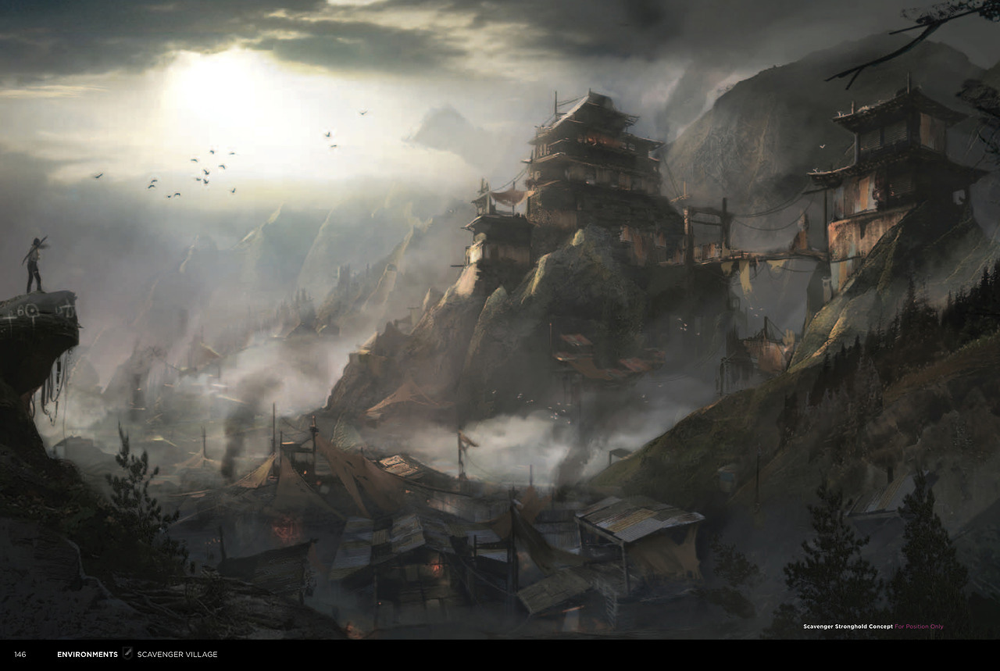 Scavenger Stronghold Concept For Position Only
146 ENVIRONMENTS SCAVENGER VILLAGE